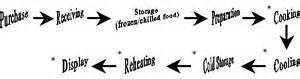 Purchase
Receiving
Storage
(frozen/chilled food)
Preparation
* Cooking
* Cooling
* Cold Storage
* Reheating
* Display